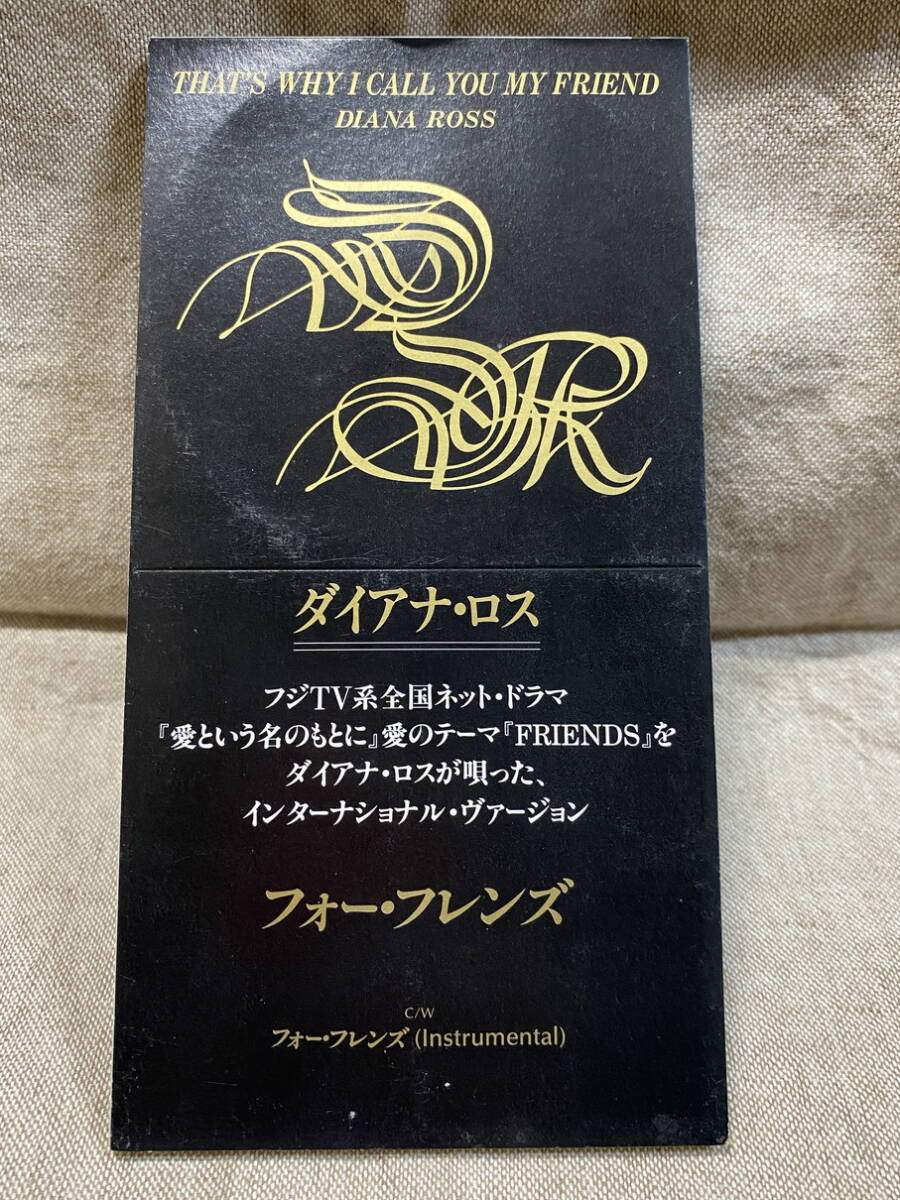 THAT'S WHY I CALL YOU MY FRIEND
DIANA ROSS
ダイアナ・ロス
フジTV系全国ネット・ドラマ
『愛という名のもとに』愛のテーマ『FRIENDS』を
ダイアナ・ロスが唄った、
インターナショナル・ヴァージョン
フォー・フレンズ
C/W
フォー・フレンズ (Instrumental)